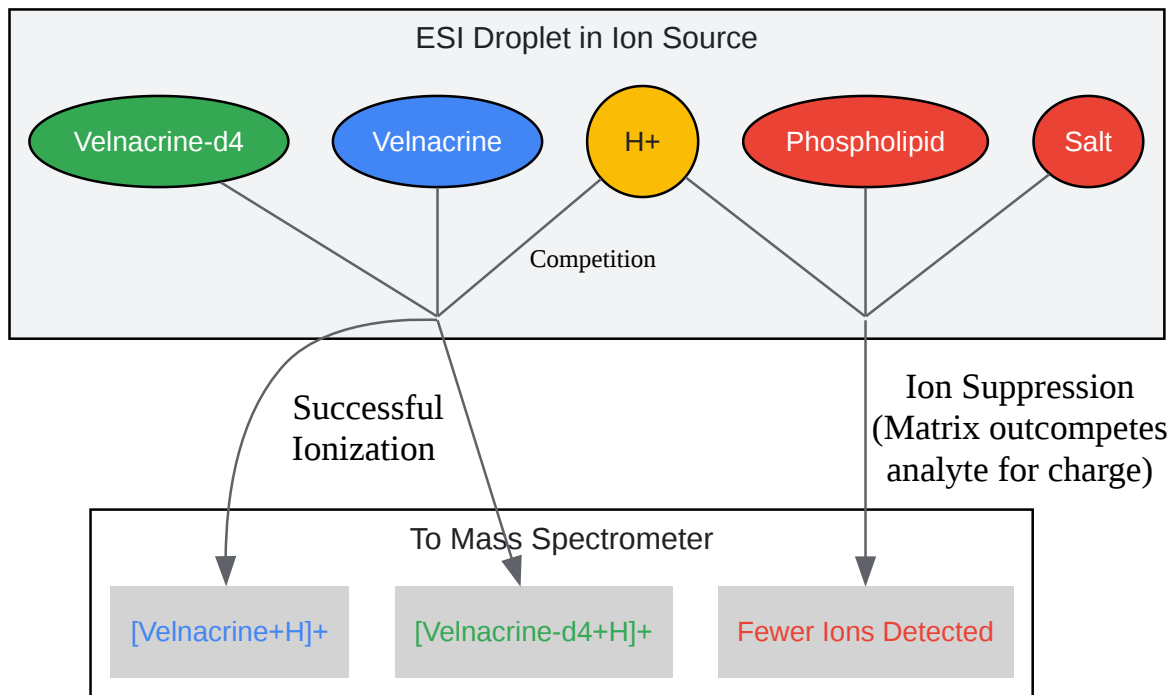 ESI Droplet in Ion Source
Velnacrine-d4
Velnacrine
H+
Phospholipid
Salt
Competition
Successful
Ionization
Ion Suppression
(Matrix outcompetes
analyte for charge)
To Mass Spectrometer
[Velnacrine+H]+
[Velnacrine-d4+H]+
Fewer Ions Detected